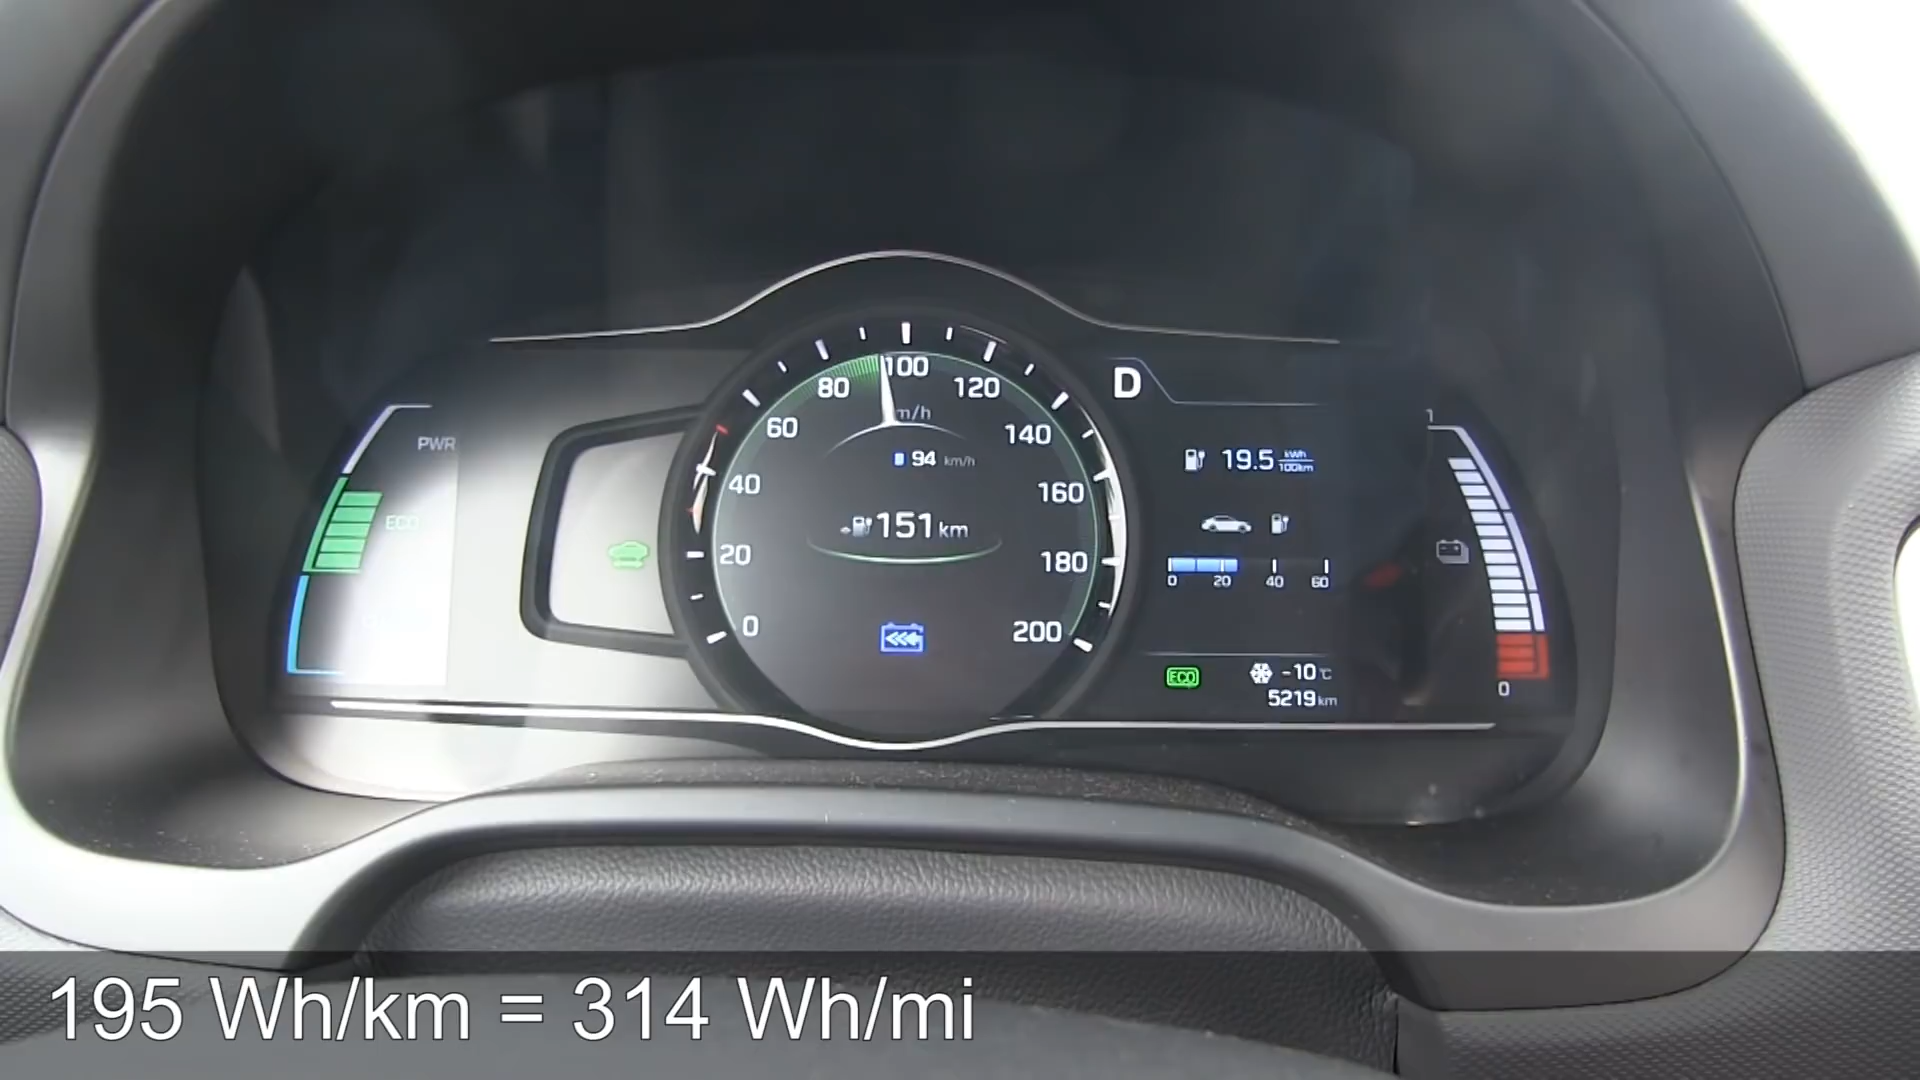 PWR
ECO
0
20
40
60
80
100
120
140
160
180
200
m/h
94 km/h
151 km
D
19.5 kWh/100km
0 20 40 60
ECO
-10 °C
5219 km
1
0
195 Wh/km = 314 Wh/mi